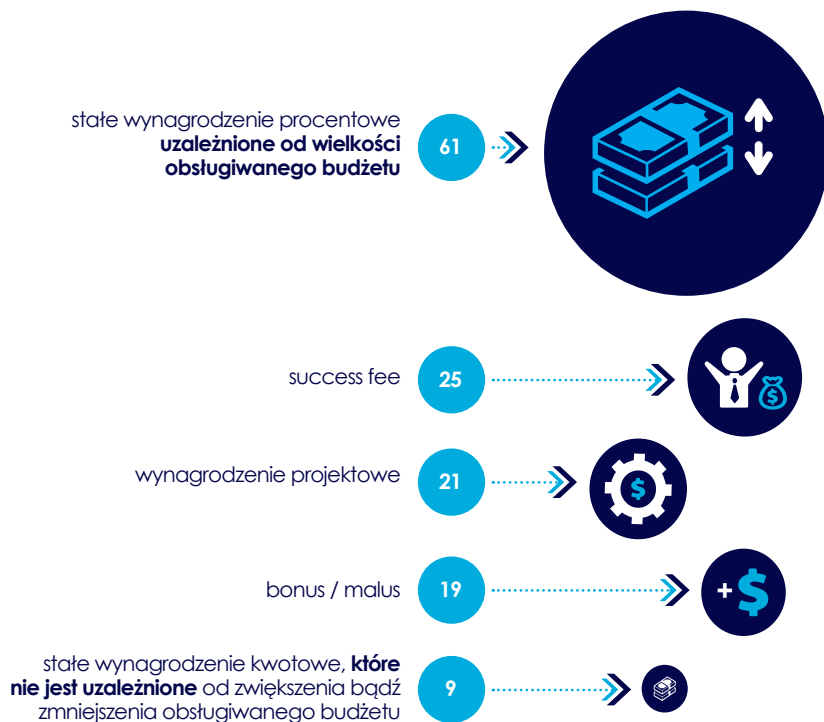 stałe wynagrodzenie procentowe
uzależnione od wielkości
obsługiwanego budżetu
61
success fee
25
$
wynagrodzenie projektowe
21
$
bonus / malus
19
+$
stałe wynagrodzenie kwotowe, które
nie jest uzależnione od zwiększenia bądź
zmniejszenia obsługiwanego budżetu
9